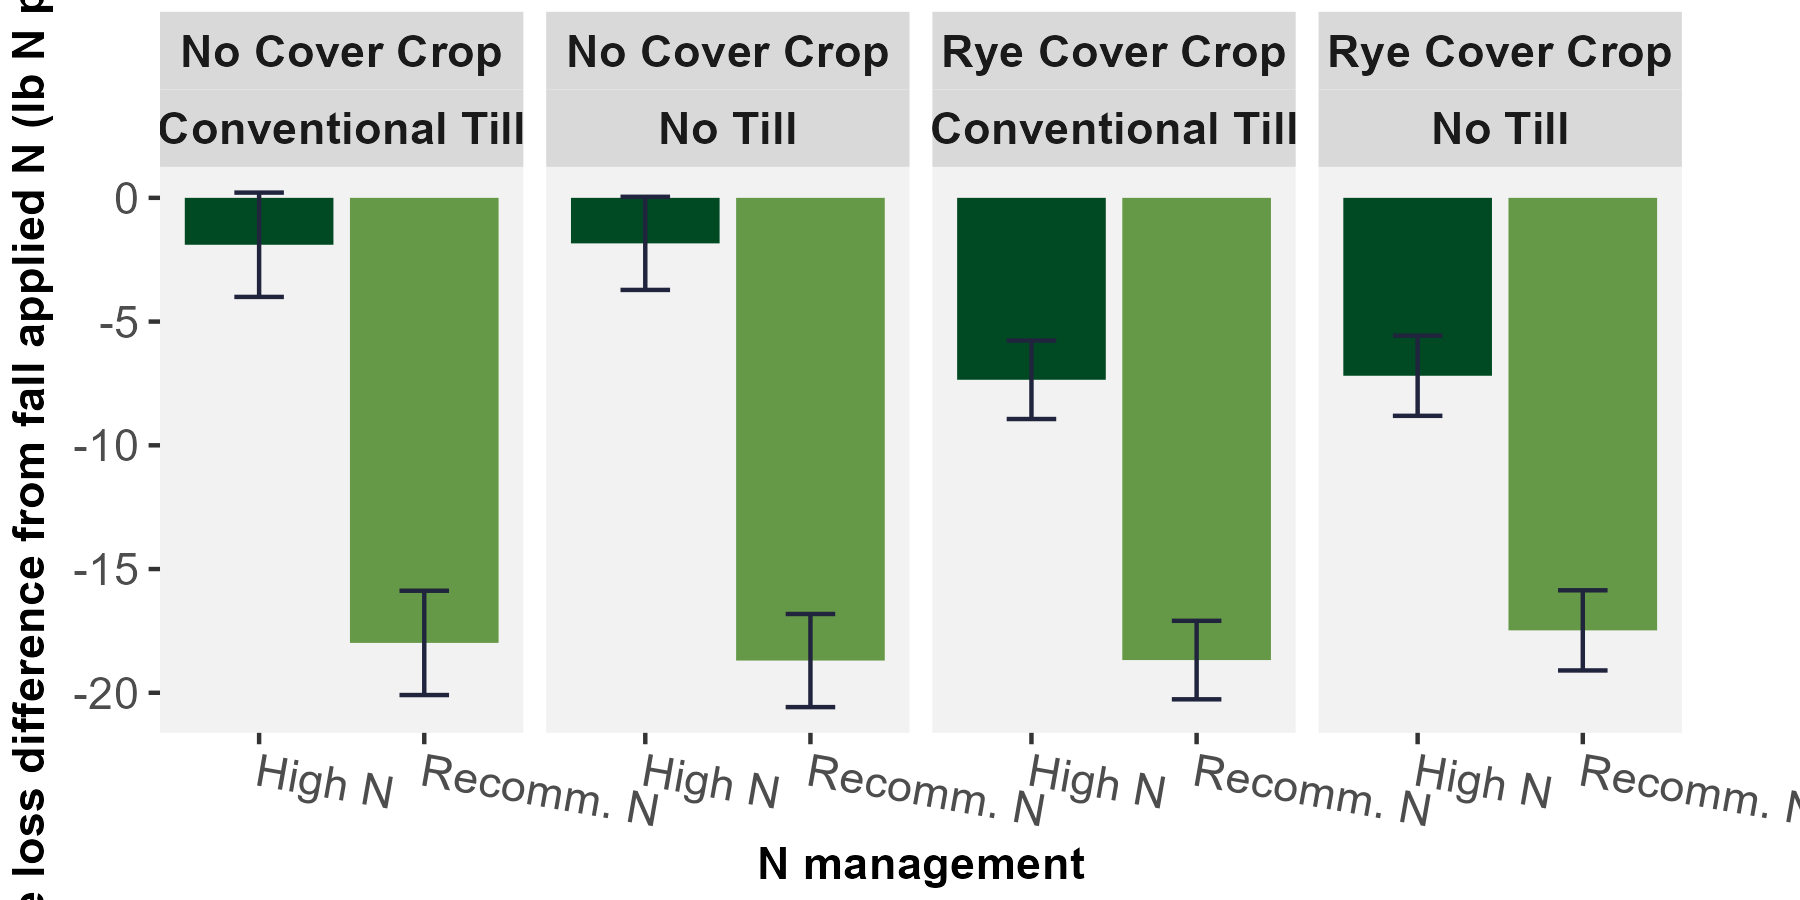 No Cover Crop
No Cover Crop
Rye Cover Crop
Rye Cover Crop
Conventional Till
No Till
Conventional Till
No Till
loss difference from fall applied N (lb N
0
-5
-10
-15
-20
High N
Recomm. N
High N
Recomm. N
High N
Recomm. N
High N
Recomm. N
N management